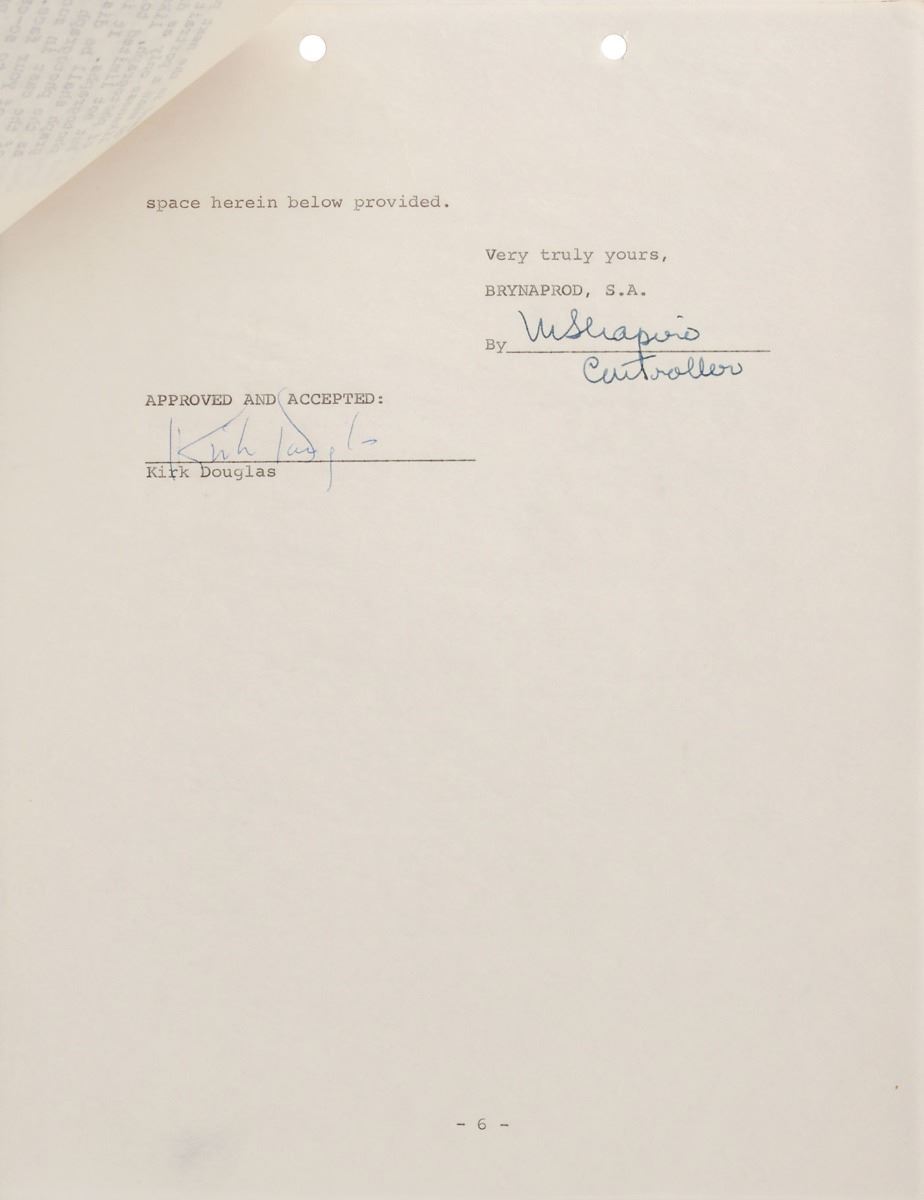 space herein below provided.
Very truly yours,
BRYNAPROD, S.A.
By MShapiro
Controller
APPROVED AND ACCEPTED:
Kirk Douglas
Kirk Douglas
- 6 -